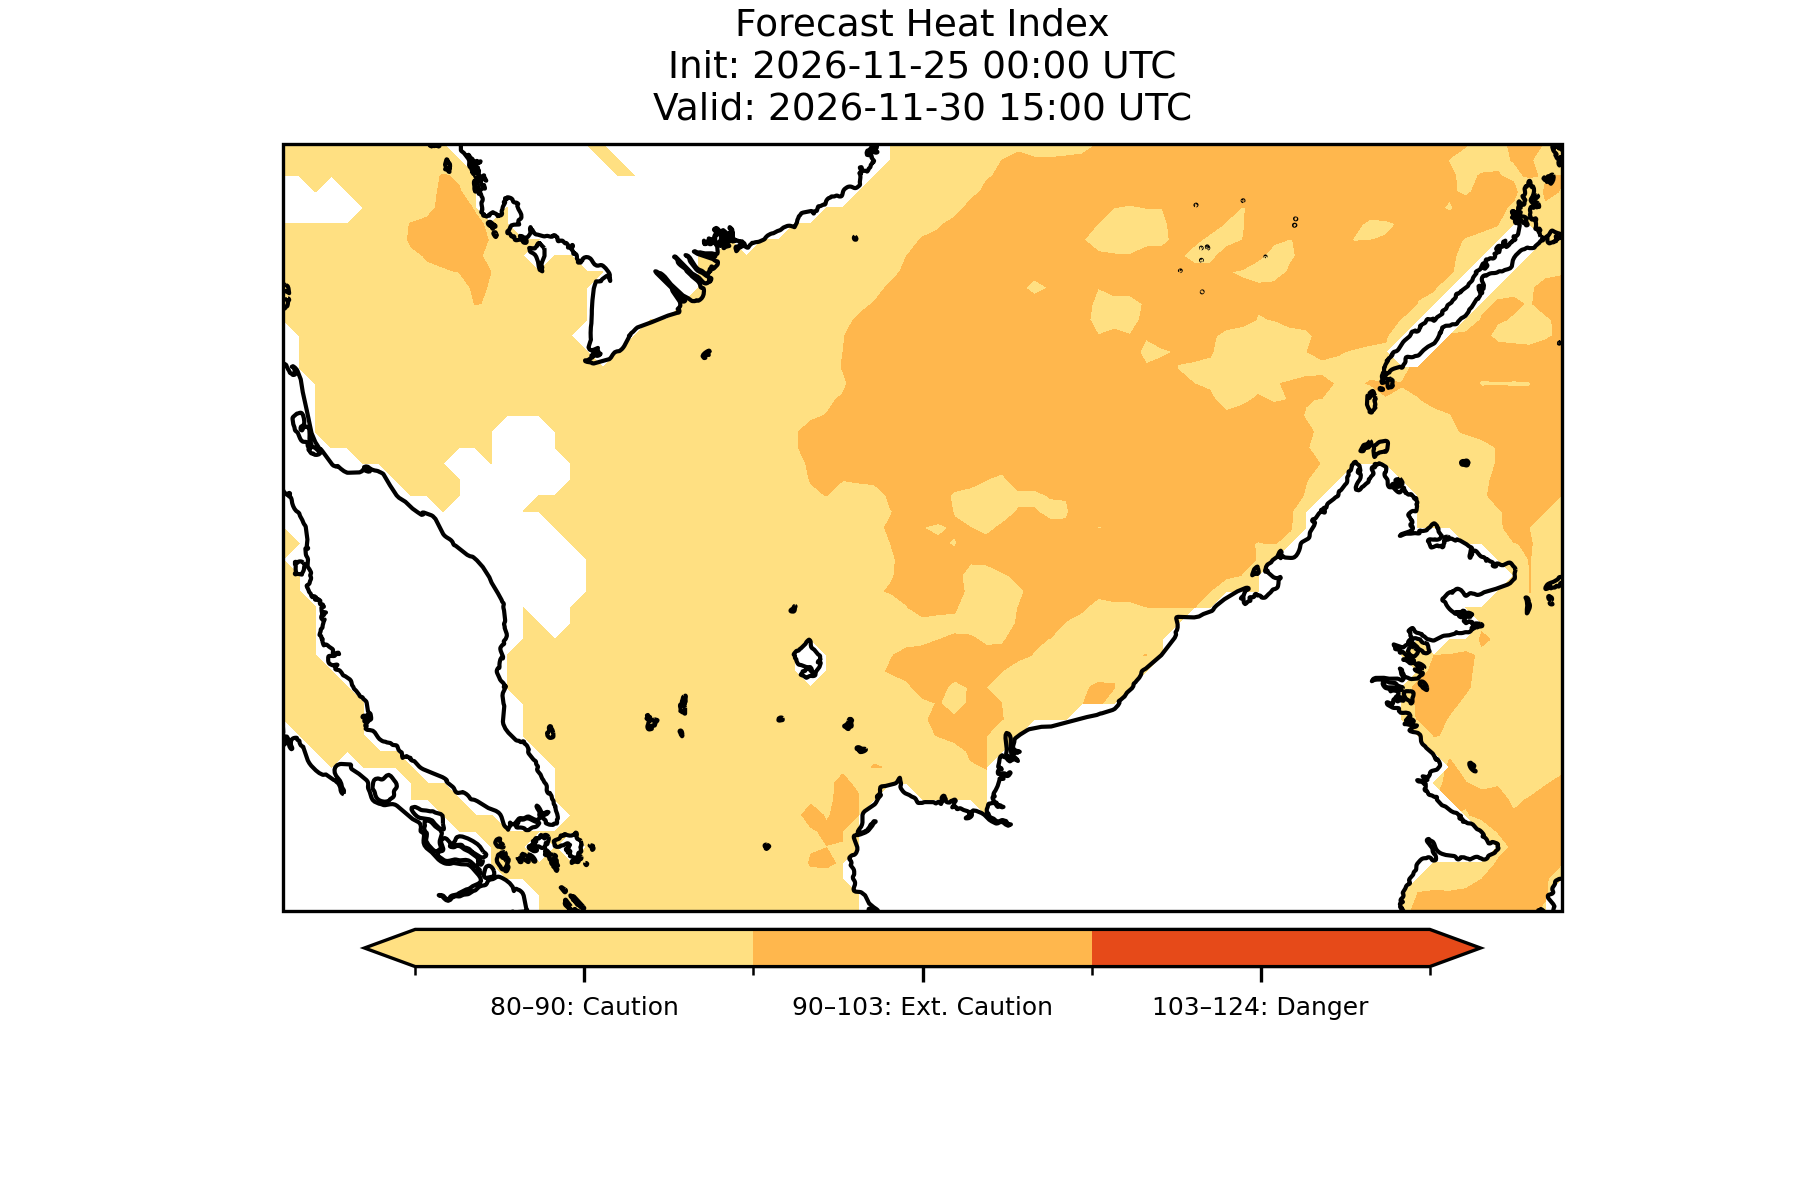 Forecast Heat Index
Init: 2026-11-25 00:00 UTC
Valid: 2026-11-30 15:00 UTC
80–90: Caution
90–103: Ext. Caution
103–124: Danger